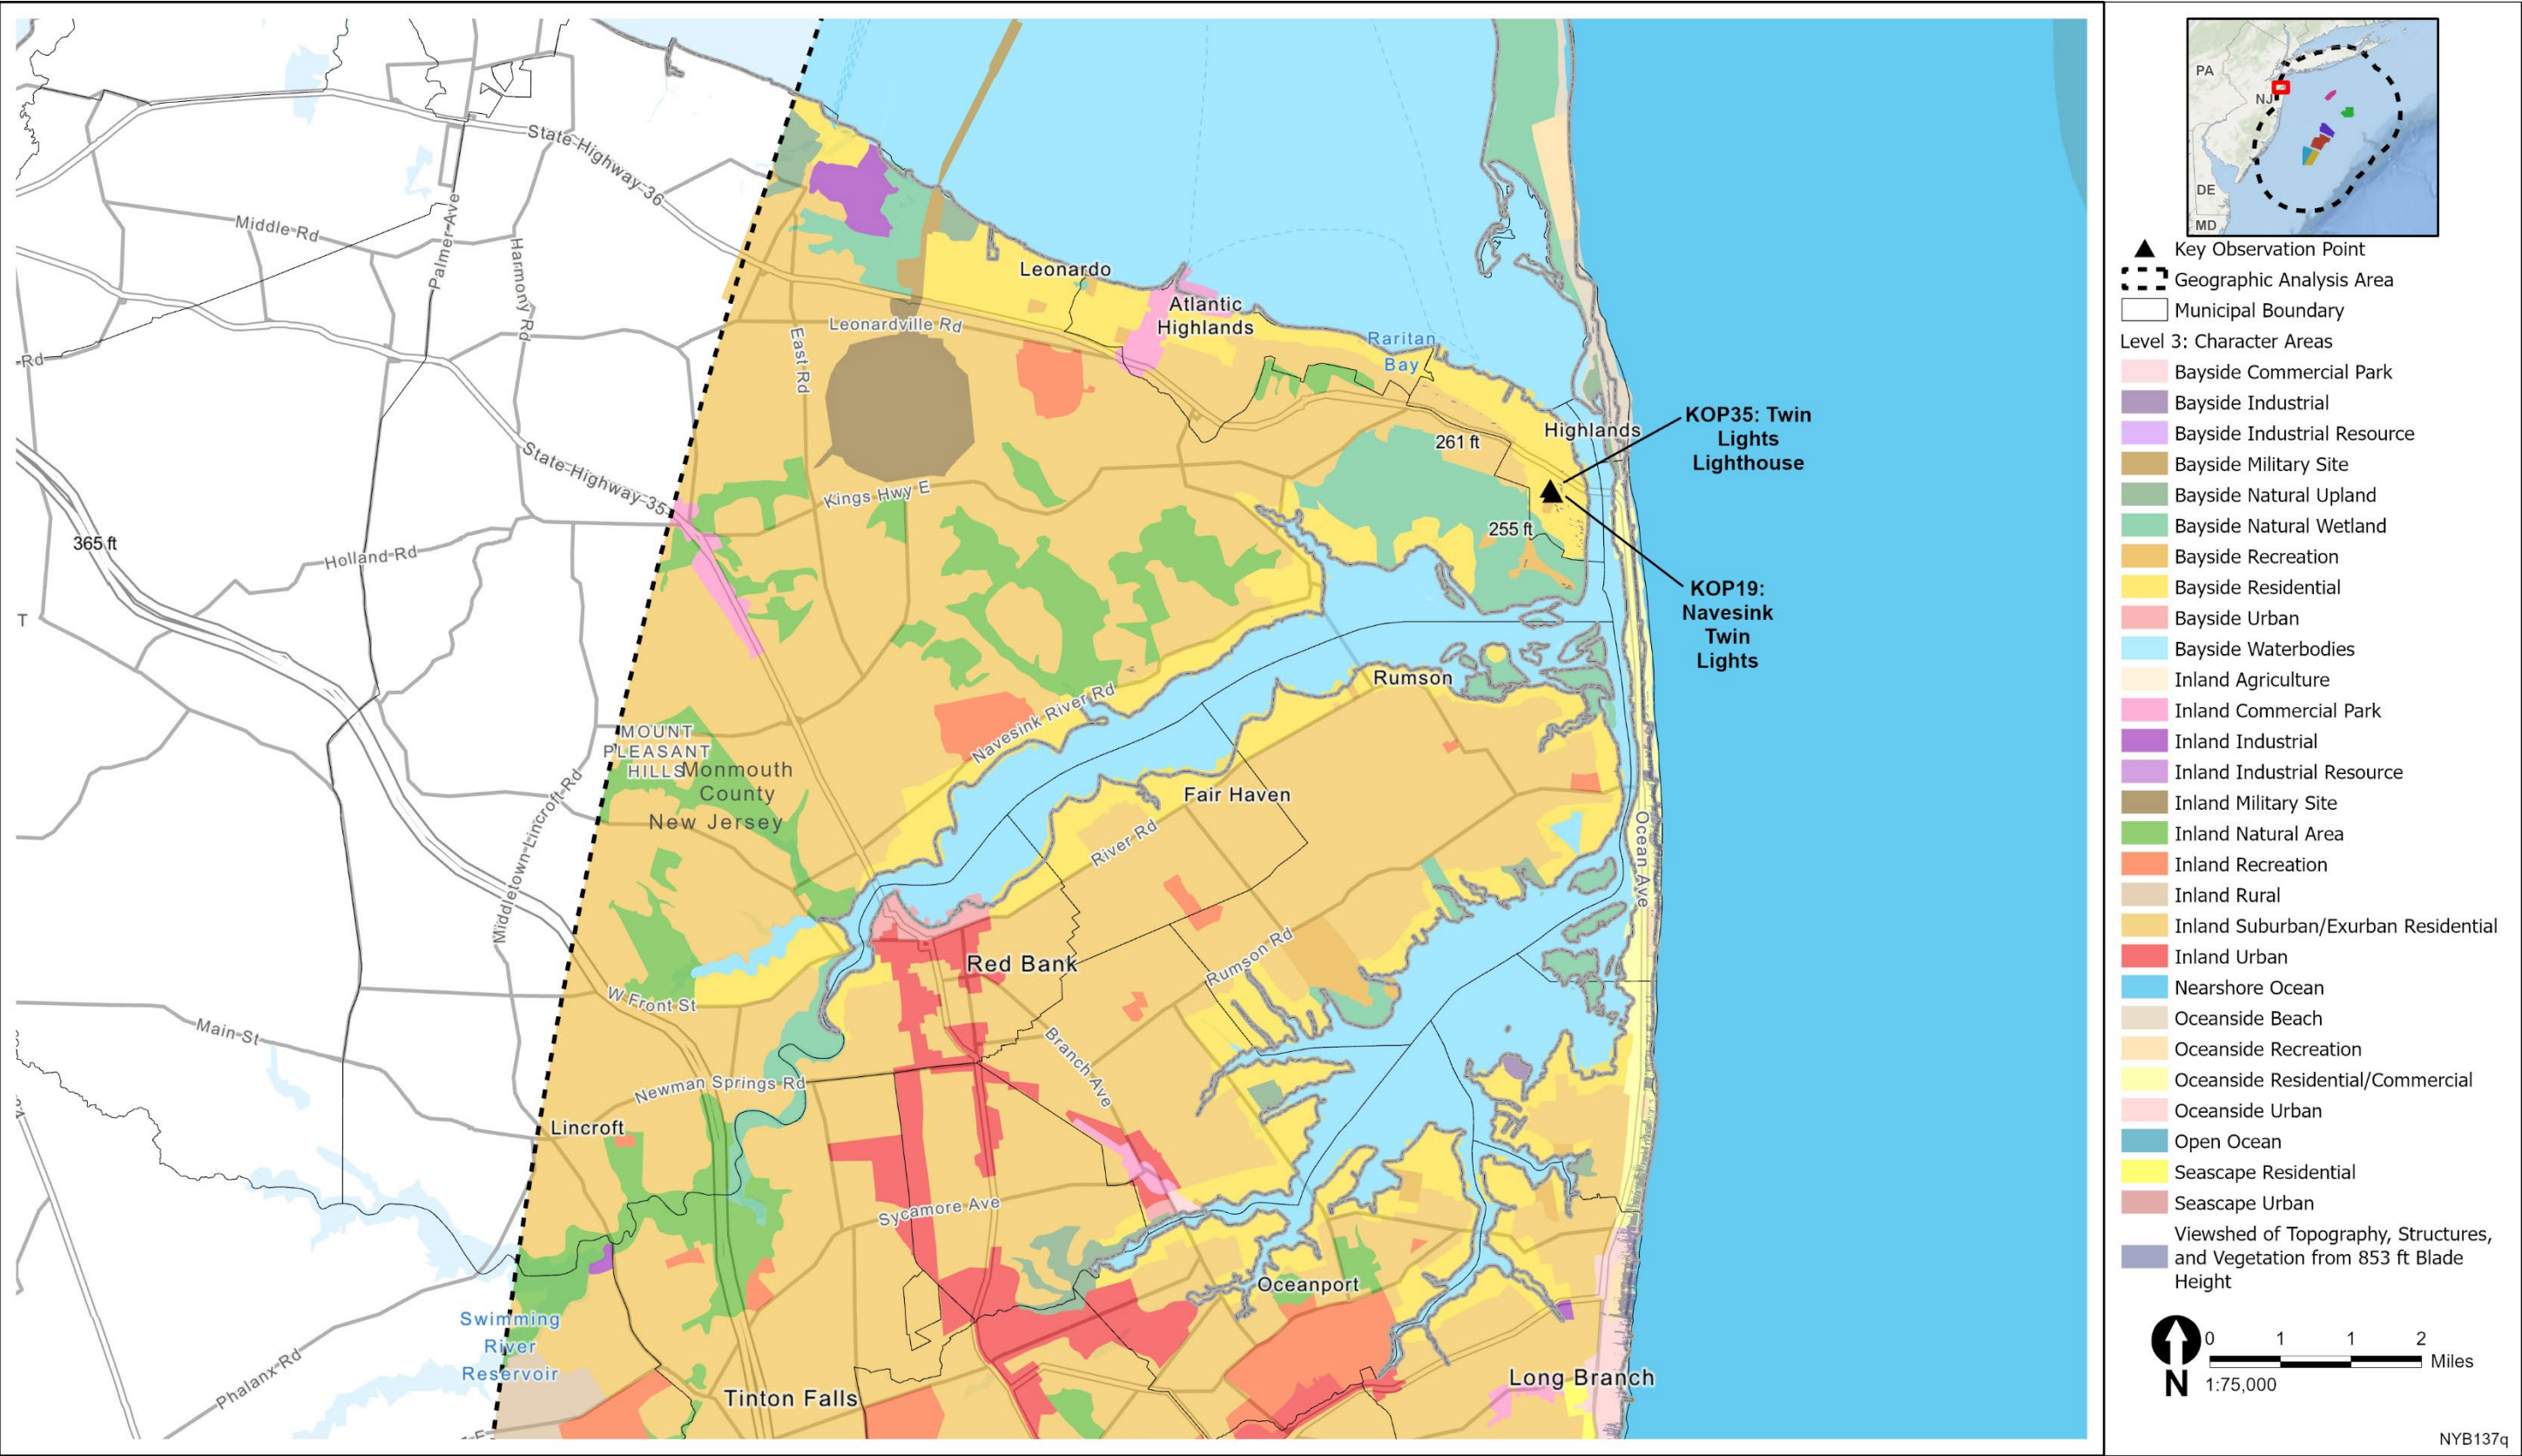 State-Highway-36
Middle-Rd
Palmer-Ave
Harmony Rd
-Rd
Leonardo
Atlantic
Highlands
Leonardville Rd
East Rd
Raritan
Bay
Highlands
261 ft
KOP35: Twin
Lights
Lighthouse
State-Highway-35
Kings Hwy E
365 ft
Holland-Rd
255 ft
KOP19:
Navesink
Twin
Lights
T
Rumson
Navesink River Rd
MOUNT
PLEASANT
HILLS
Monmouth
County
New Jersey
Middletown-Lincroft-Rd
Fair Haven
River Rd
Ocean Ave
Red Bank
Rumson Rd
W Front St
Main-St
Branch Ave
Newman Springs Rd
Lincroft
Sycamore Ave
Oceanport
Swimming
River
Reservoir
Phalanx-Rd
Tinton Falls
Long Branch
PA
NJ
DE
MD
Key Observation Point
Geographic Analysis Area
Municipal Boundary
Level 3: Character Areas
Bayside Commercial Park
Bayside Industrial
Bayside Industrial Resource
Bayside Military Site
Bayside Natural Upland
Bayside Natural Wetland
Bayside Recreation
Bayside Residential
Bayside Urban
Bayside Waterbodies
Inland Agriculture
Inland Commercial Park
Inland Industrial
Inland Industrial Resource
Inland Military Site
Inland Natural Area
Inland Recreation
Inland Rural
Inland Suburban/Exurban Residential
Inland Urban
Nearshore Ocean
Oceanside Beach
Oceanside Recreation
Oceanside Residential/Commercial
Oceanside Urban
Open Ocean
Seascape Residential
Seascape Urban
Viewshed of Topography, Structures,
and Vegetation from 853 ft Blade
Height
N
0 1 1 2
Miles
1:75,000
NYB137q